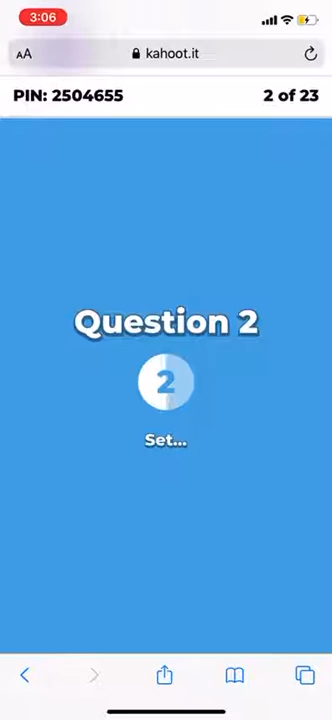 3:06
AA kahoot.it
PIN: 2504655 2 of 23
Question 2
2
Set...